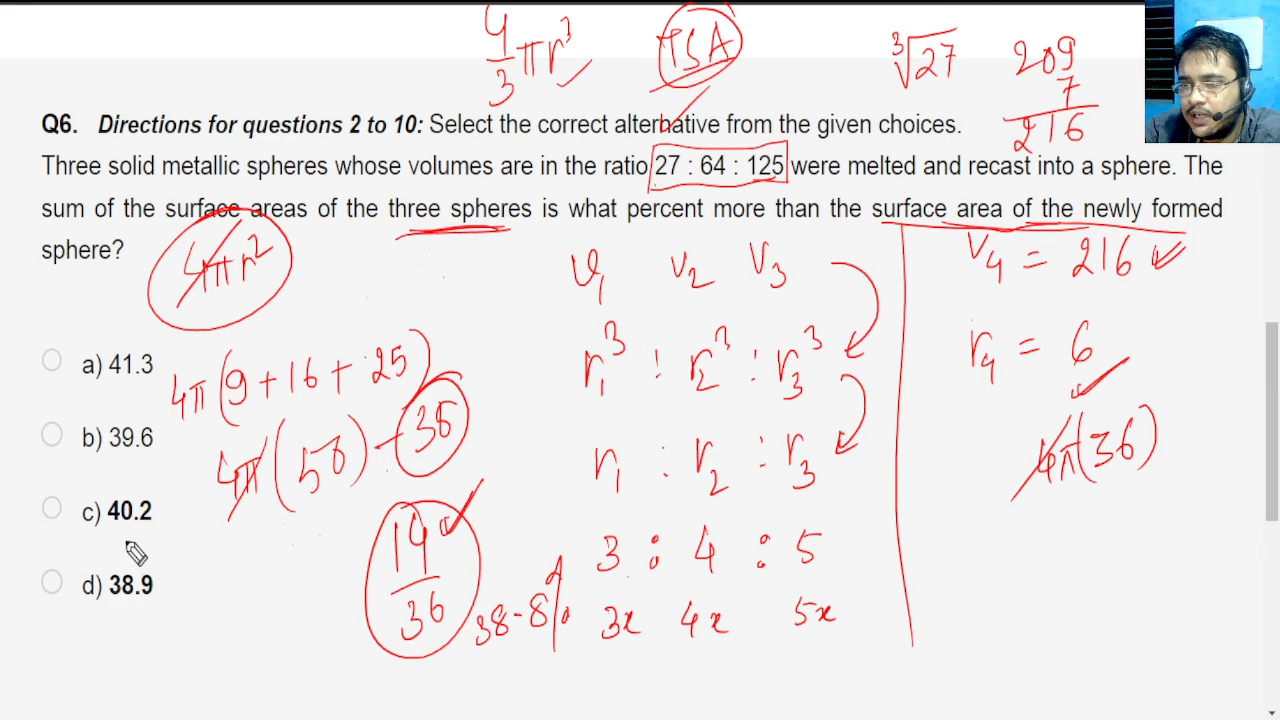 4/3 πr³ TSA ³√27 209
7
216
Q6. Directions for questions 2 to 10: Select the correct alternative from the given choices.
Three solid metallic spheres whose volumes are in the ratio 27 : 64 : 125 were melted and recast into a sphere. The
sum of the surface areas of the three spheres is what percent more than the surface area of the newly formed
sphere?
4πr²
v₁ v₂ v₃
r₁³ : r₂³ : r₃³
r₁ : r₂ : r₃
3 : 4 : 5
3x 4x 5x
v₄ = 216
r₄ = 6
4π(36)
4π(9+16+25)
4π(50) - 36
14/36
38.8%
a) 41.3
b) 39.6
c) 40.2
d) 38.9